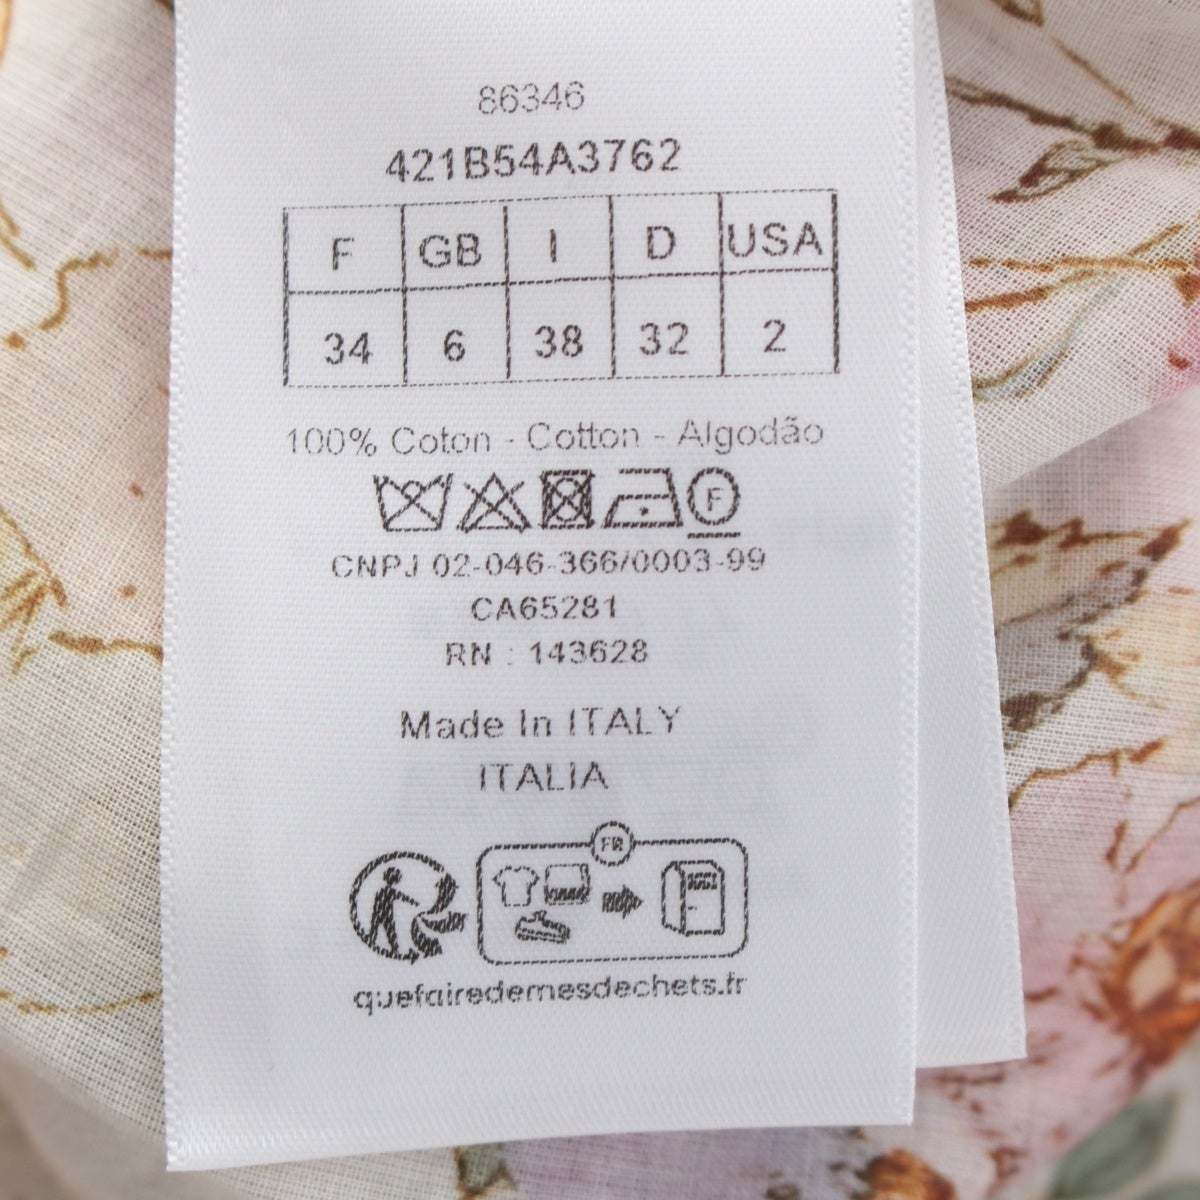 86346
421B54A3762
F GB I D USA
34 6 38 32 2
100% Coton - Cotton - Algodão
F
CNPJ 02-046-366/0003-99
CA65281
RN : 143628
Made In ITALY
ITALIA
FR
quefairedemesdechets.fr